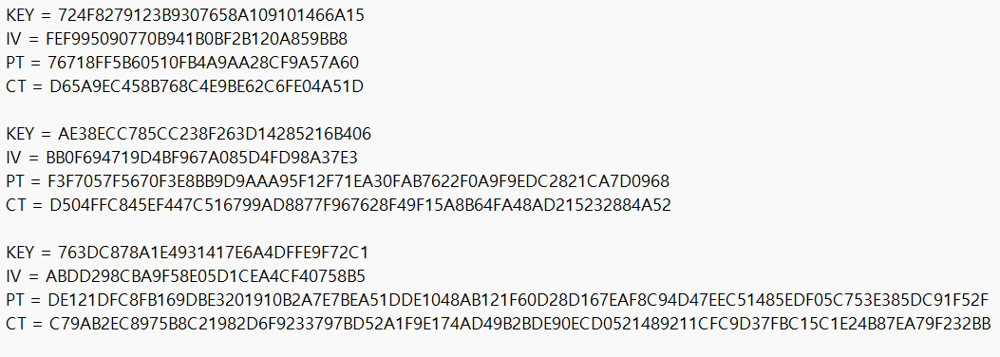 KEY = 724F8279123B9307658A109101466A15
IV = FEF995090770B941B0BF2B120A859BB8
PT = 76718FF5B60510FB4A9AA28CF9A57A60
CT = D65A9EC458B768C4E9BE62C6FE04A51D
KEY = AE38ECC785CC238F263D14285216B406
IV = BB0F694719D4BF967A085D4FD98A37E3
PT = F3F7057F5670F3E8BB9D9AAA95F12F71EA30FAB7622F0A9F9EDC2821CA7D0968
CT = D504FFC845EF447C516799AD8877F967628F49F15A8B64FA48AD215232884A52
KEY = 763DC878A1E4931417E6A4DFFE9F72C1
IV = ABDD298CBA9F58E05D1CEA4CF40758B5
PT = DE121DFC8FB169DBE3201910B2A7E7BEA51DDE1048AB121F60D28D167EAF8C94D47EEC51485EDF05C753E385DC91F52F
CT = C79AB2EC8975B8C21982D6F9233797BD52A1F9E174AD49B2BDE90ECD0521489211CFC9D37FBC15C1E24B87EA79F232BB